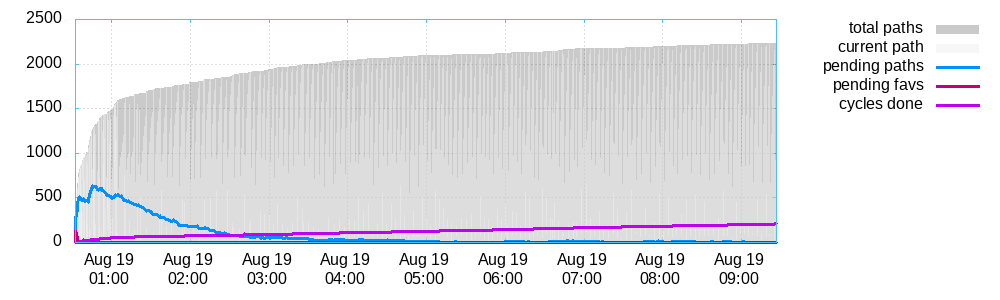 2500
2000
1500
1000
500
0
Aug 19 01:00
Aug 19 02:00
Aug 19 03:00
Aug 19 04:00
Aug 19 05:00
Aug 19 06:00
Aug 19 07:00
Aug 19 08:00
Aug 19 09:00
total paths
current path
pending paths
pending favs
cycles done